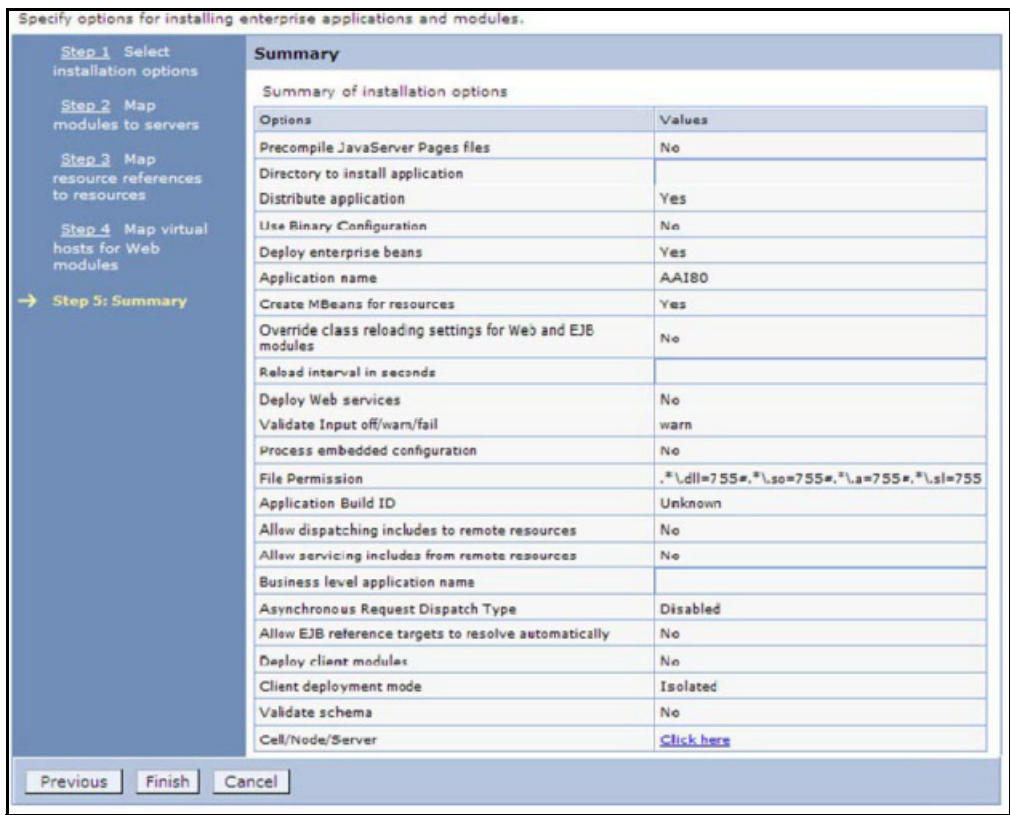 Specify options for installing enterprise applications and modules.
Step 1 Select
installation options
Step 2 Map
modules to servers
Step 3 Map
resource references
to resources
Step 4 Map virtual
hosts for Web
modules
→ Step 5: Summary
Summary
Summary of installation options
Options Values
Precompile JavaServer Pages files No
Directory to install application
Distribute application Yes
Use Binary Configuration No
Deploy enterprise beans Yes
Application name AAI80
Create MBeans for resources Yes
Override class reloading settings for Web and EJB
modules No
Reload interval in seconds
Deploy Web services No
Validate Input off/warn/fail warn
Process embedded configuration No
File Permission .*\.dll=755#.*\.so=755#.*\.a=755#.*\.sl=755
Application Build ID Unknown
Allow dispatching includes to remote resources No
Allow servicing includes from remote resources No
Business level application name
Asynchronous Request Dispatch Type Disabled
Allow EJB reference targets to resolve automatically No
Deploy client modules No
Client deployment mode Isolated
Validate schema No
Cell/Node/Server Click here
Previous Finish Cancel